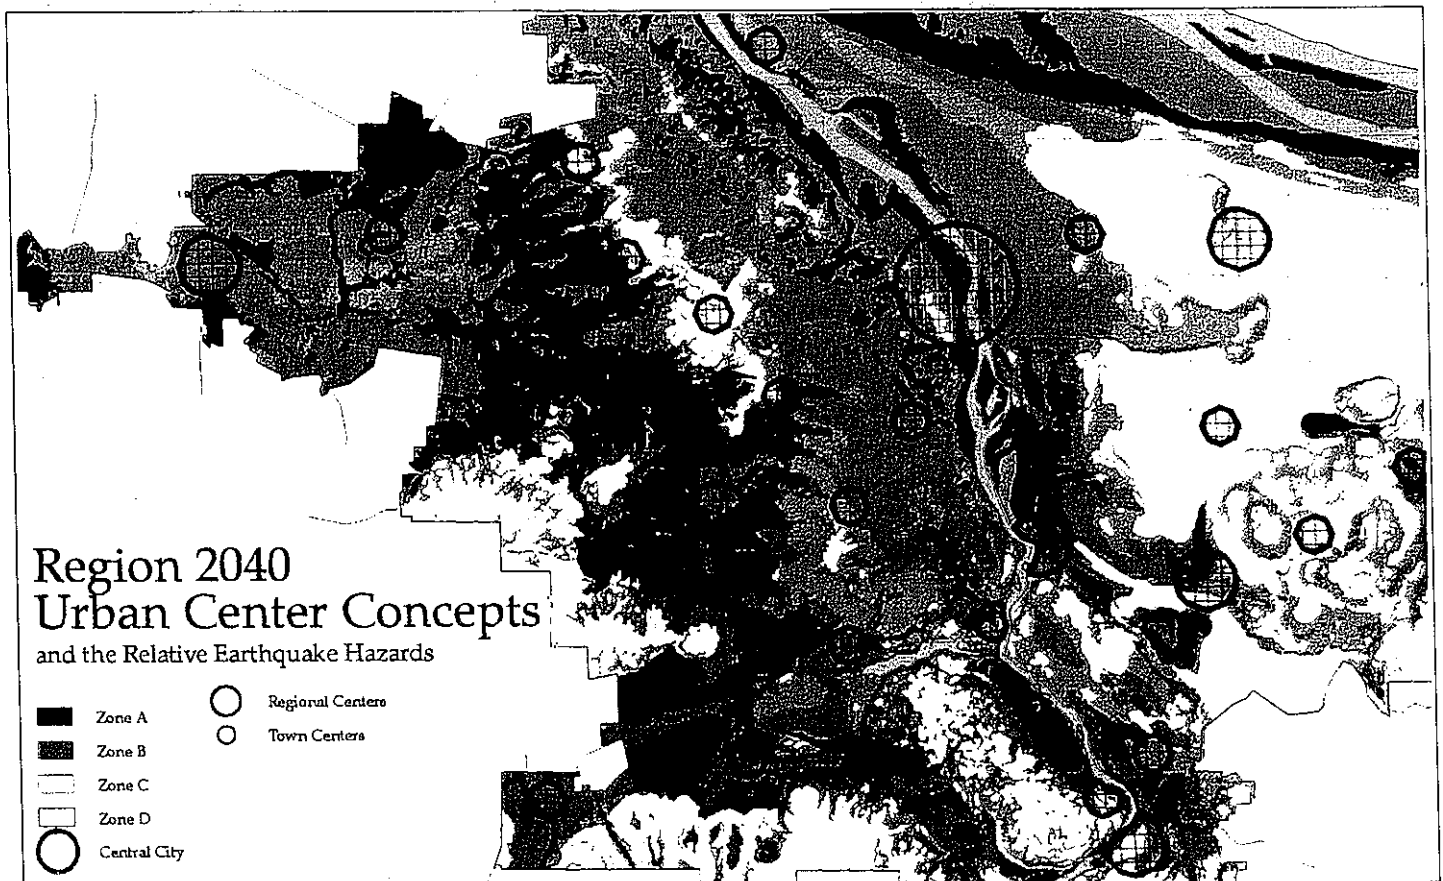 Region 2040
Urban Center Concepts
and the Relative Earthquake Hazards
Zone A
Zone B
Zone C
Zone D
Central City
Regional Centers
Town Centers